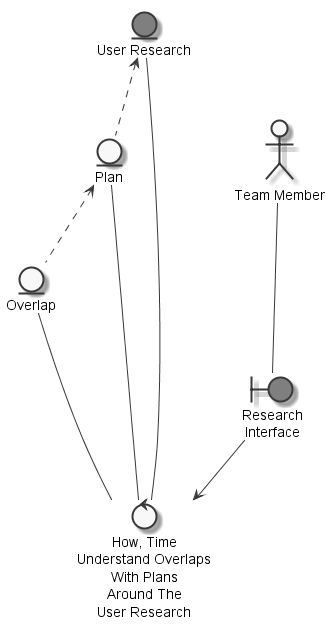 User Research
Plan
Team Member
Overlap
Research
Interface
How, Time
Understand Overlaps
With Plans
Around The
User Research